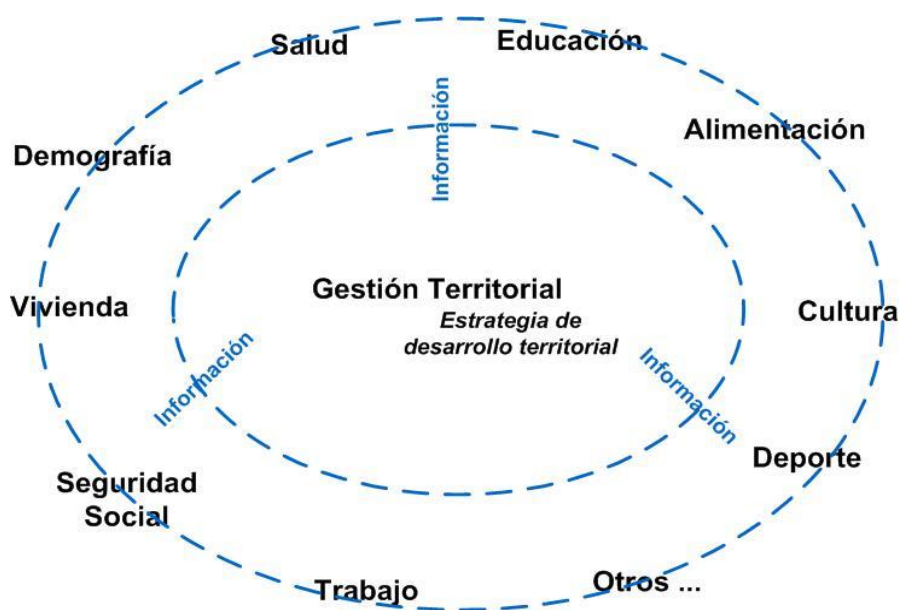 Salud
Educación
Información
Alimentación
Demografía
Gestión Territorial
Estrategia de
desarrollo territorial
Vivienda
Cultura
Información
Información
Deporte
Seguridad
Social
Trabajo
Otros ...